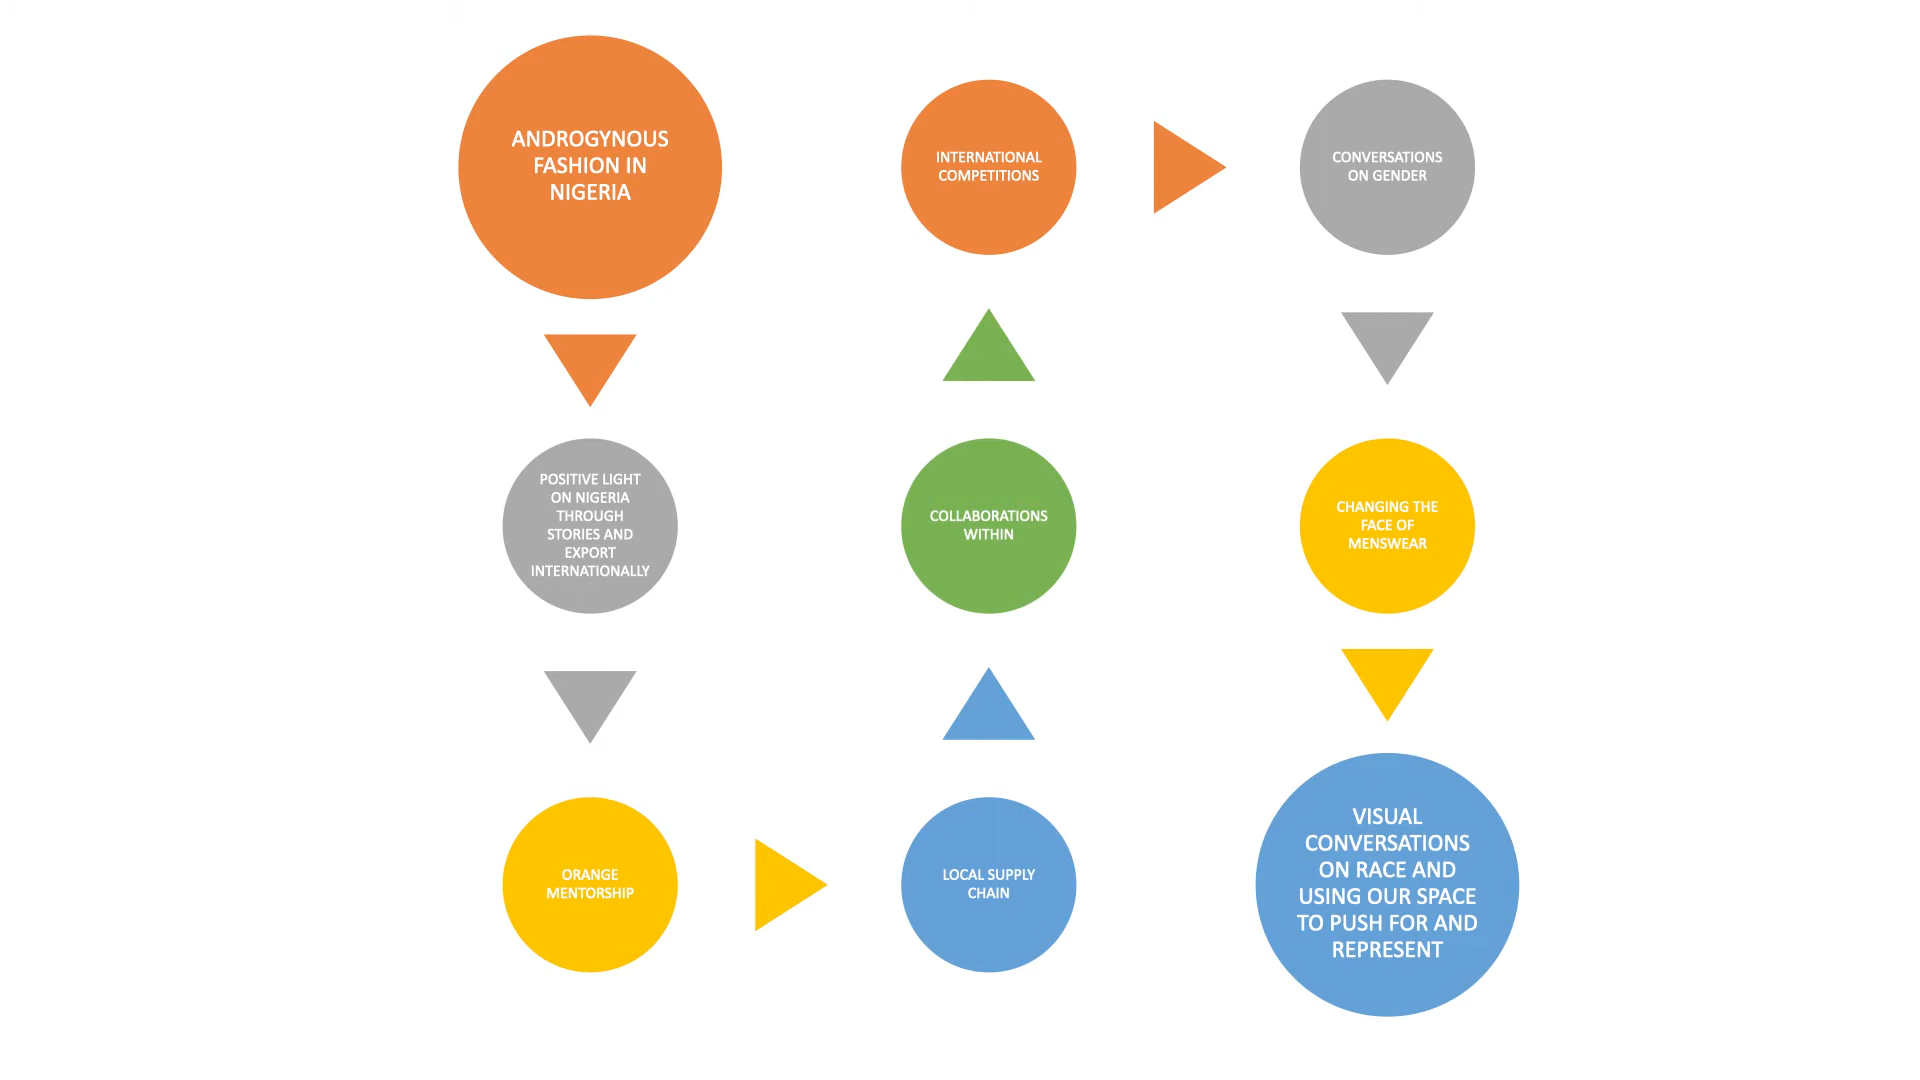 ANDROGYNOUS
FASHION IN
NIGERIA
POSITIVE LIGHT
ON NIGERIA
THROUGH
STORIES AND
EXPORT
INTERNATIONALLY
ORANGE
MENTORSHIP
LOCAL SUPPLY
CHAIN
COLLABORATIONS
WITHIN
INTERNATIONAL
COMPETITIONS
CONVERSATIONS
ON GENDER
CHANGING THE
FACE OF
MENSWEAR
VISUAL
CONVERSATIONS
ON RACE AND
USING OUR SPACE
TO PUSH FOR AND
REPRESENT